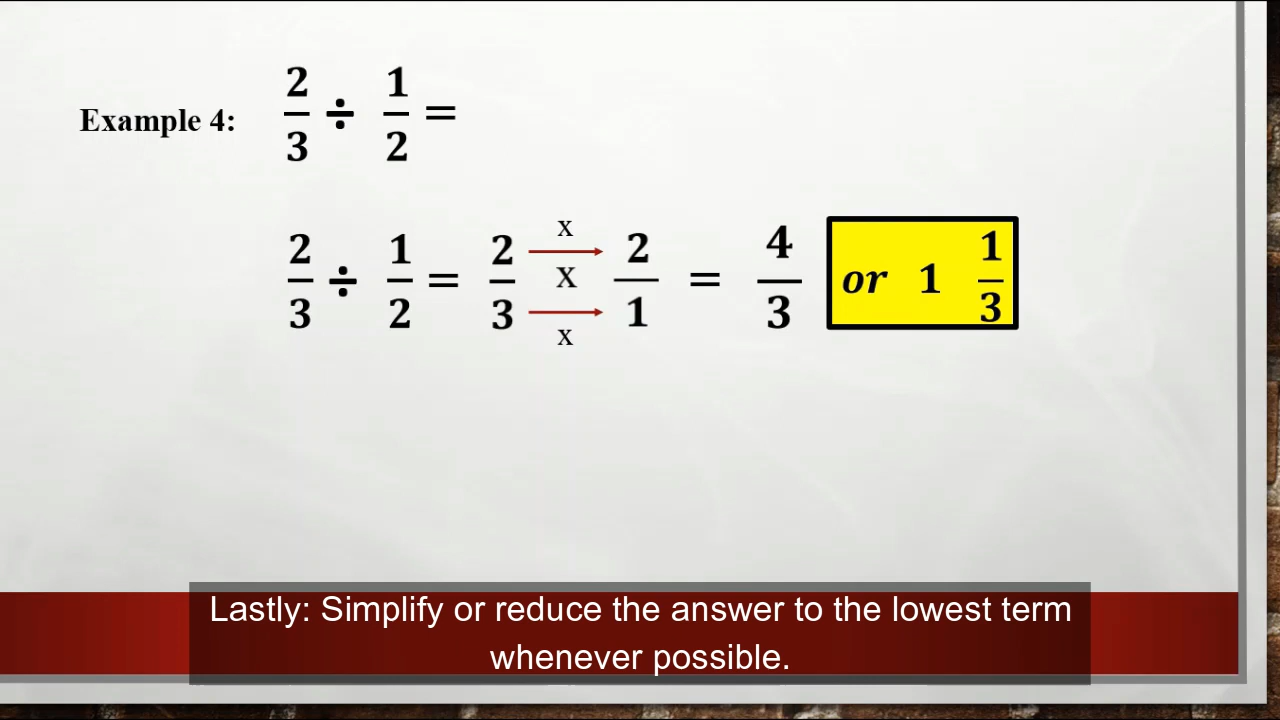 Example 4: 2/3 ÷ 1/2 =
2/3 ÷ 1/2 = 2/3 x x x 2/1 = 4/3 or 1 1/3
Lastly: Simplify or reduce the answer to the lowest term
whenever possible.